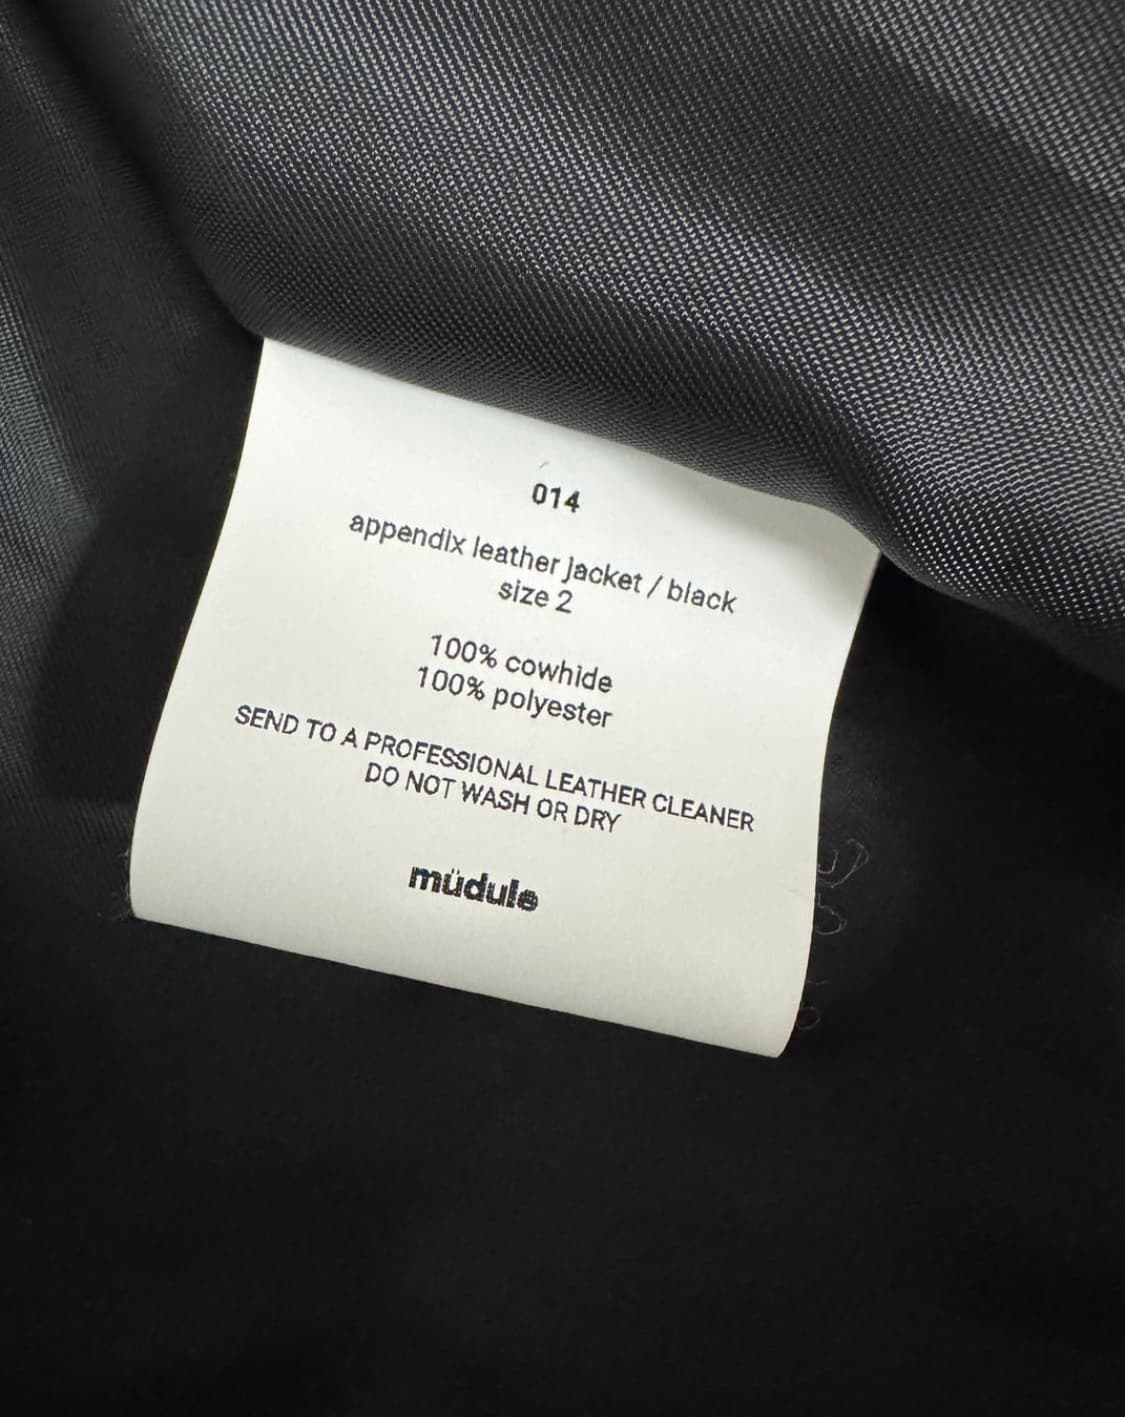 014
appendix leather jacket / black
size 2
100% cowhide
100% polyester
SEND TO A PROFESSIONAL LEATHER CLEANER
DO NOT WASH OR DRY
müdule